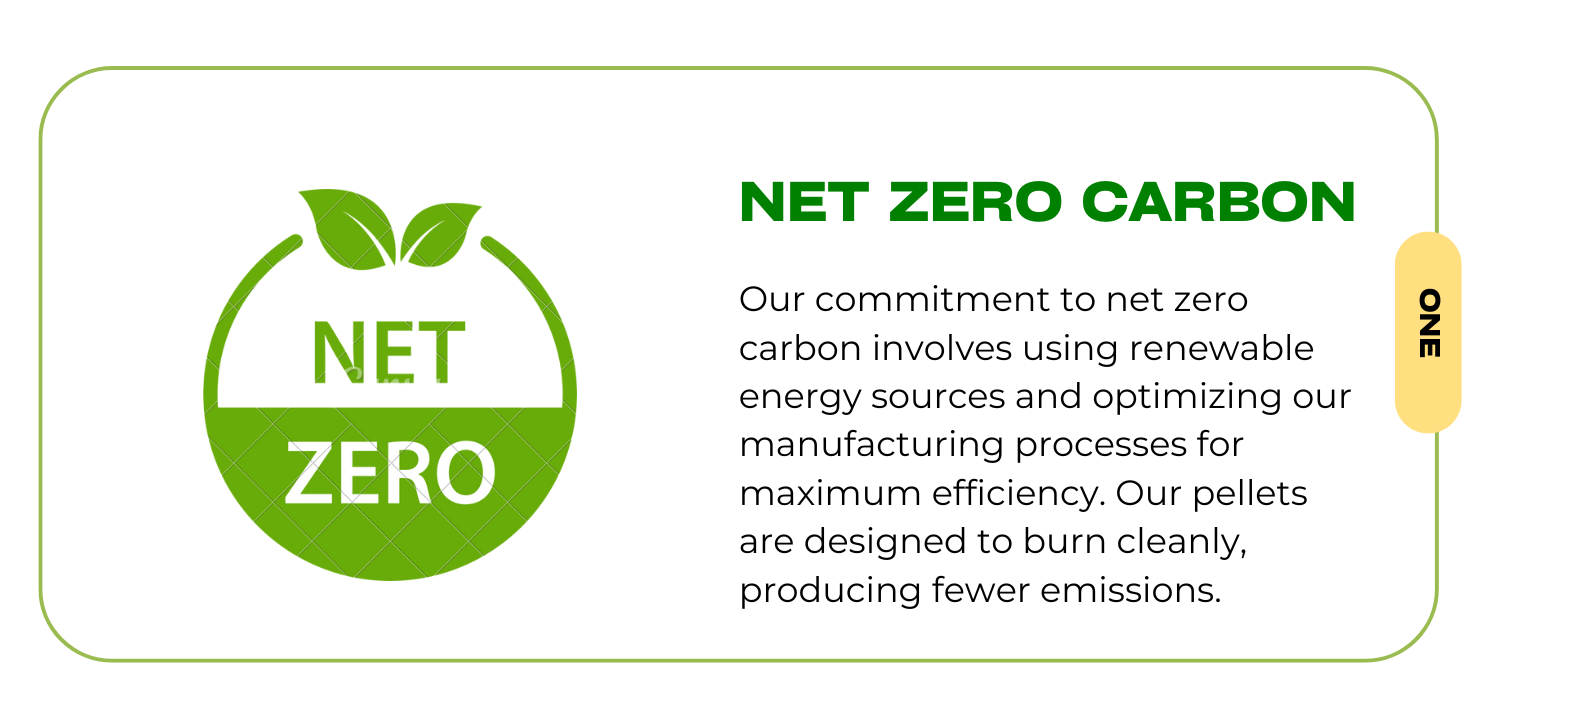 NET
ZERO
NET ZERO CARBON
Our commitment to net zero
carbon involves using renewable
energy sources and optimizing our
manufacturing processes for
maximum efficiency. Our pellets
are designed to burn cleanly,
producing fewer emissions.
ONE